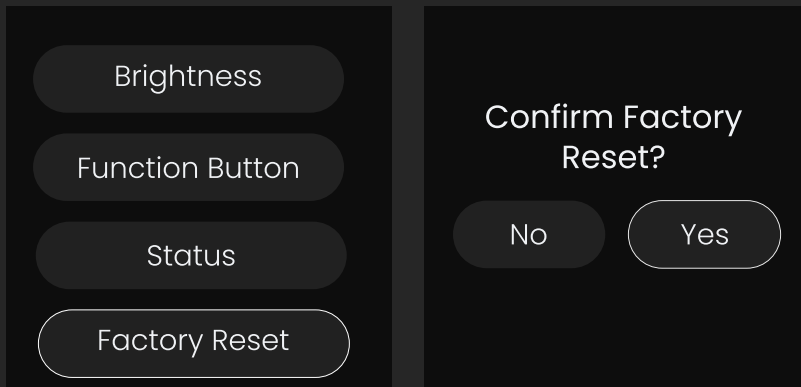 Brightness
Function Button
Status
Factory Reset
Confirm Factory
Reset?
No
Yes